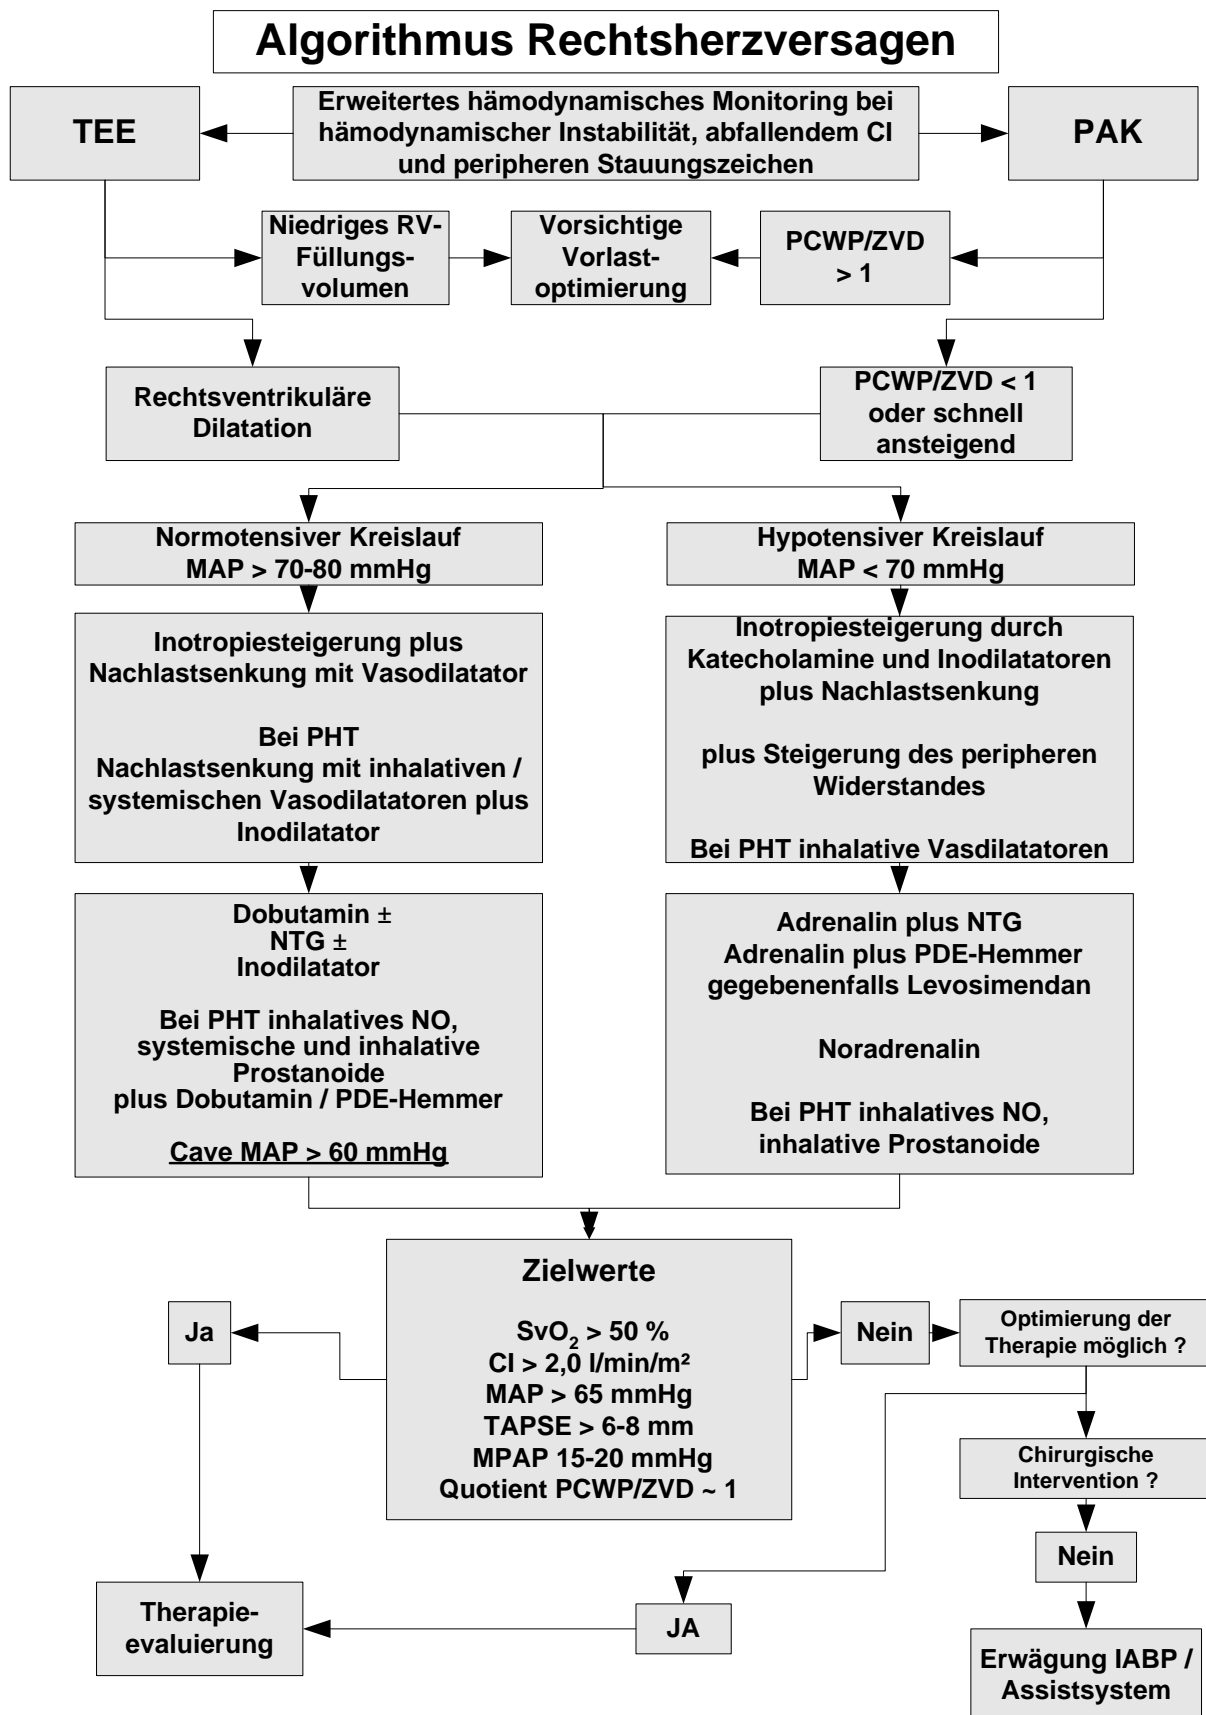 Algorithmus Rechtsherzversagen
TEE
Erweitertes hämodynamisches Monitoring bei
hämodynamischer Instabilität, abfallendem CI
und peripheren Stauungszeichen
PAK
Niedriges RV-
Füllungs-
volumen
Vorsichtige
Vorlast-
optimierung
PCWP/ZVD
> 1
Rechtsventrikuläre
Dilatation
PCWP/ZVD < 1
oder schnell
ansteigend
Normotensiver Kreislauf
MAP > 70-80 mmHg
Hypotensiver Kreislauf
MAP < 70 mmHg
Inotropiesteigerung plus
Nachlastsenkung mit Vasodilatator
Bei PHT
Nachlastsenkung mit inhalativen /
systemischen Vasodilatatoren plus
Inodilatator
Inotropiesteigerung durch
Katecholamine und Inodilatatoren
plus Nachlastsenkung
plus Steigerung des peripheren
Widerstandes
Bei PHT inhalative Vasdilatatoren
Dobutamin ±
NTG ±
Inodilatator
Bei PHT inhalatives NO,
systemische und inhalative
Prostanoide
plus Dobutamin / PDE-Hemmer
Cave MAP > 60 mmHg
Adrenalin plus NTG
Adrenalin plus PDE-Hemmer
gegebenenfalls Levosimendan
Noradrenalin
Bei PHT inhalatives NO,
inhalative Prostanoide
Zielwerte
SvO₂ > 50 %
CI > 2,0 l/min/m²
MAP > 65 mmHg
TAPSE > 6-8 mm
MPAP 15-20 mmHg
Quotient PCWP/ZVD ~ 1
Ja
Nein
Optimierung der
Therapie möglich ?
Chirurgische
Intervention ?
Nein
Therapie-
evaluierung
JA
Erwägung IABP /
Assistsystem